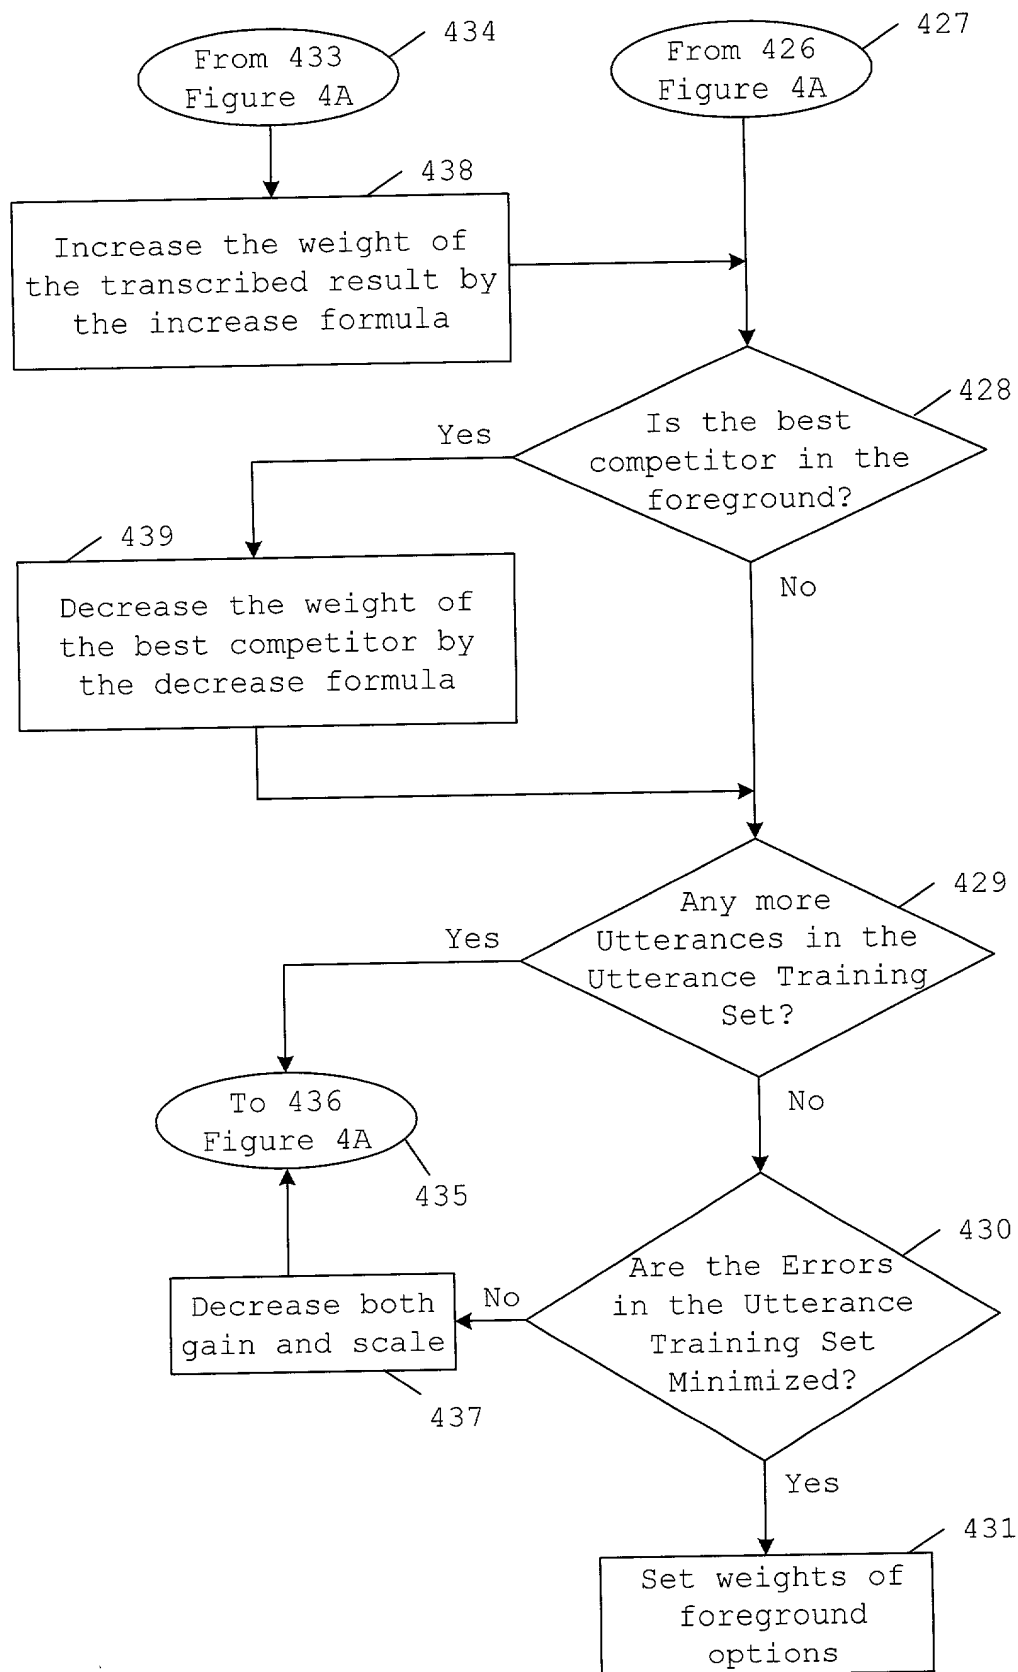 434
From 433
Figure 4A
427
From 426
Figure 4A
438
Increase the weight of
the transcribed result by
the increase formula
428
Is the best
competitor in the
foreground?
Yes
No
439
Decrease the weight of
the best competitor by
the decrease formula
429
Any more
Utterances in the
Utterance Training
Set?
Yes
No
To 436
Figure 4A
435
430
Are the Errors
in the Utterance
Training Set
Minimized?
No
Decrease both
gain and scale
437
Yes
431
Set weights of
foreground
options